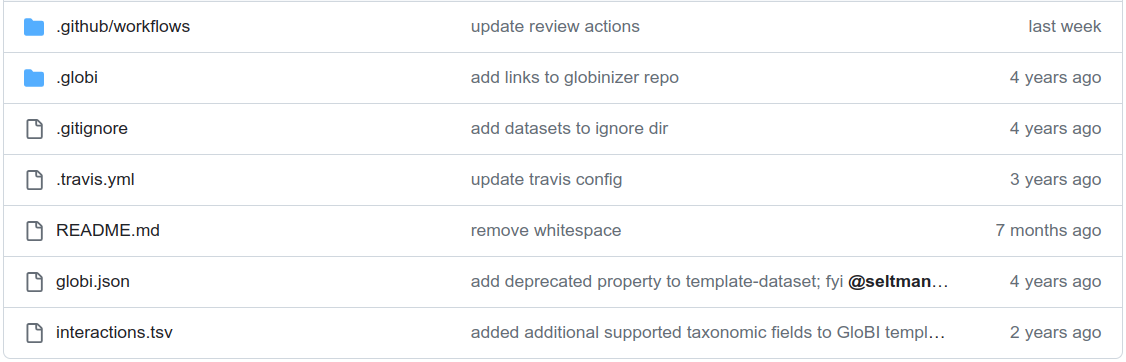 .github/workflows update review actions last week
.globi add links to globinizer repo 4 years ago
.gitignore add datasets to ignore dir 4 years ago
.travis.yml update travis config 3 years ago
README.md remove whitespace 7 months ago
globi.json add deprecated property to template-dataset; fyi @seltman… 4 years ago
interactions.tsv added additional supported taxonomic fields to GloBI templ… 2 years ago